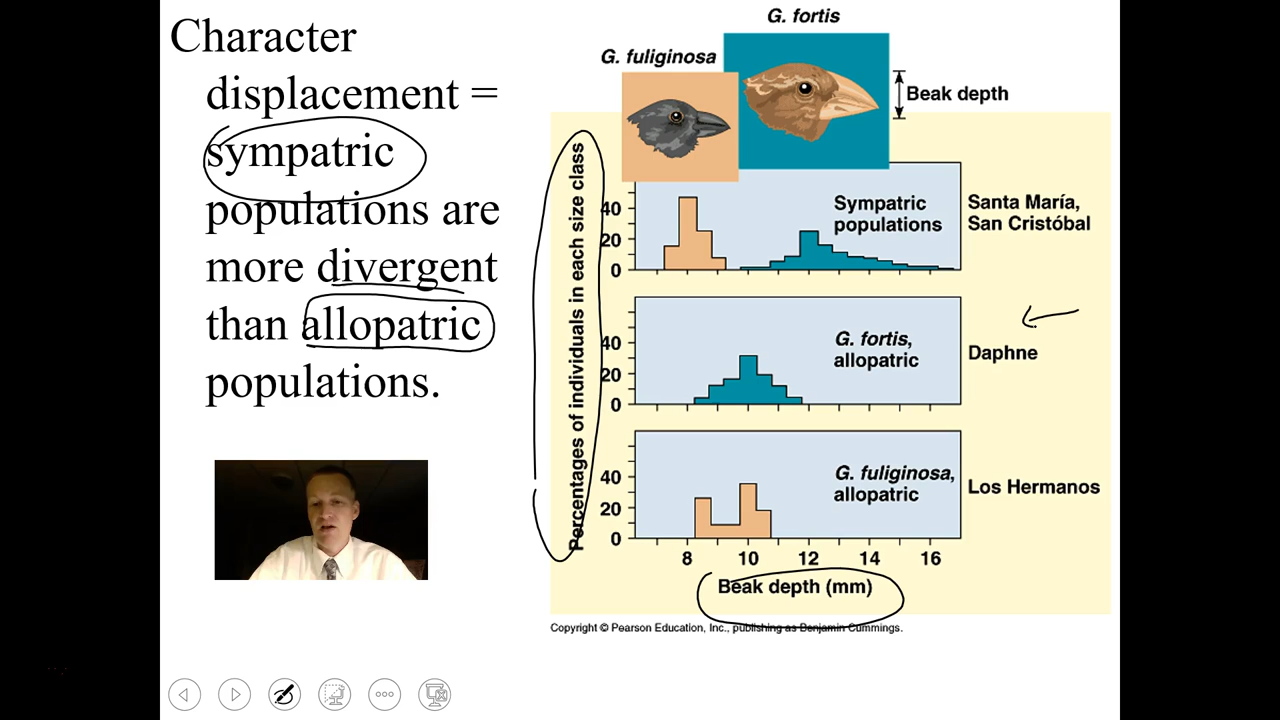 Character
displacement =
sympatric
populations are
more divergent
than allopatric
populations.
G. fortis
G. fuliginosa
Beak depth
Percentages of individuals in each size class
40
20
0
Sympatric
populations
Santa María,
San Cristóbal
40
20
0
G. fortis,
allopatric
Daphne
40
20
0
G. fuliginosa,
allopatric
Los Hermanos
8 10 12 14 16
Beak depth (mm)
Copyright © Pearson Education, Inc., publishing as Benjamin Cummings.